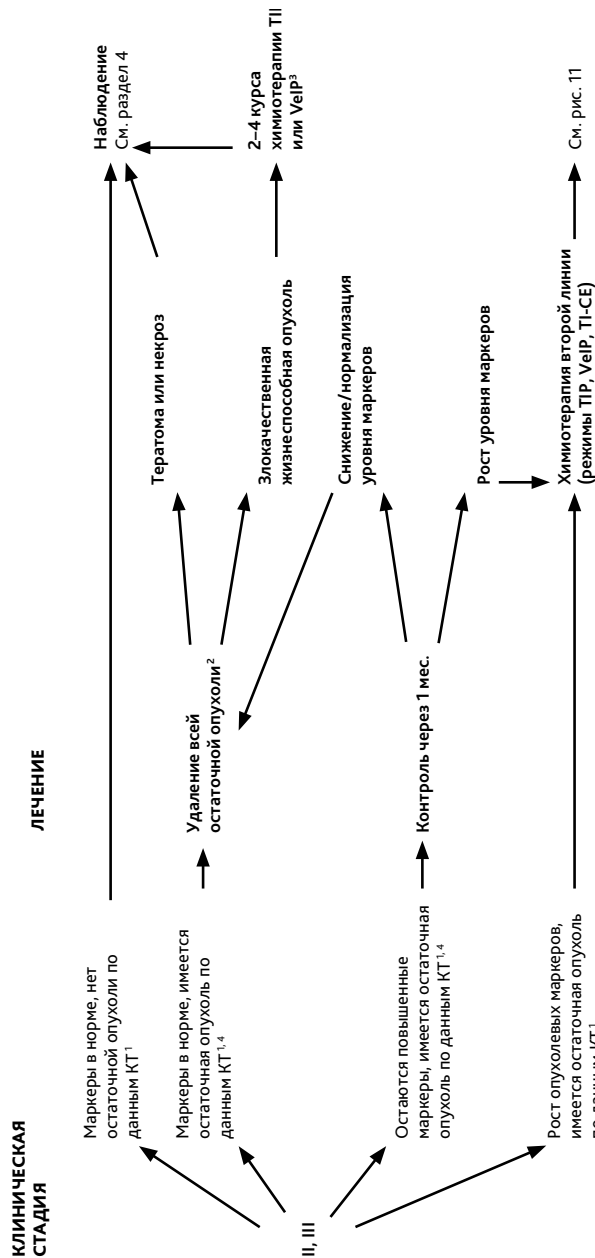 КЛИНИЧЕСКАЯ
СТАДИЯ
ЛЕЧЕНИЕ
II, III
Маркеры в норме, нет
остаточной опухоли по
данным КТ¹
Наблюдение
См. раздел 4
Маркеры в норме, имеется
остаточная опухоль по
данным КТ¹,⁴
Удаление всей
остаточной опухоли²
Тератома или некроз
Злокачественная
жизнеспособная опухоль
2–4 курса
химиотерапии TII
или VeIP³
Остаются повышенные
маркеры, имеется остаточная
опухоль по данным КТ¹,⁴
Контроль через 1 мес.
Снижение/нормализация
уровня маркеров
Рост уровня маркеров
Рост опухолевых маркеров,
имеется остаточная опухоль
по данным КТ¹
Химиотерапия второй линии
(режимы TIP, VeIP, TI-CE)
См. рис. 11